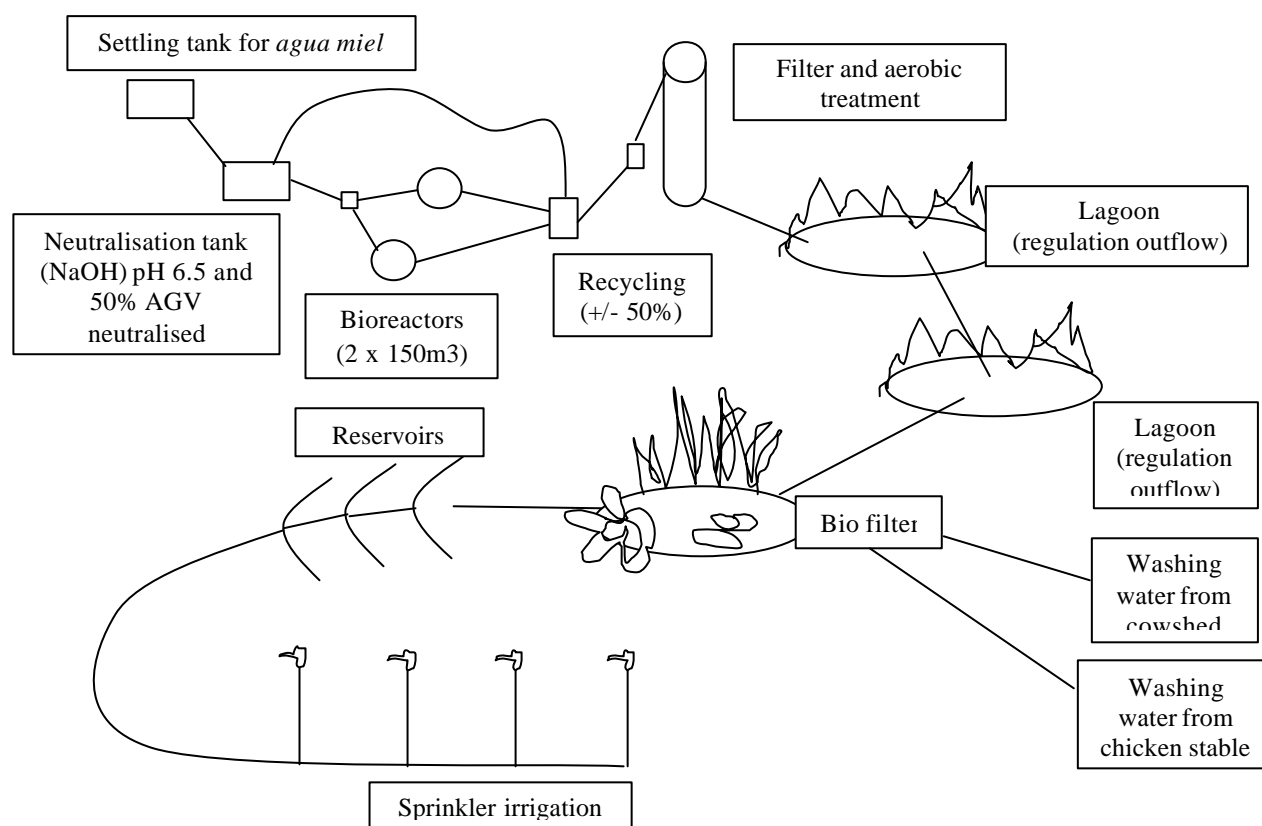 Settling tank for agua miel
Filter and aerobic
treatment
Neutralisation tank
(NaOH) pH 6.5 and
50% AGV
neutralised
Bioreactors
(2 x 150m3)
Recycling
(+/- 50%)
Lagoon
(regulation outflow)
Lagoon
(regulation
outflow)
Reservoirs
Bio filter
Washing
water from
cowshed
Washing
water from
chicken stable
Sprinkler irrigation